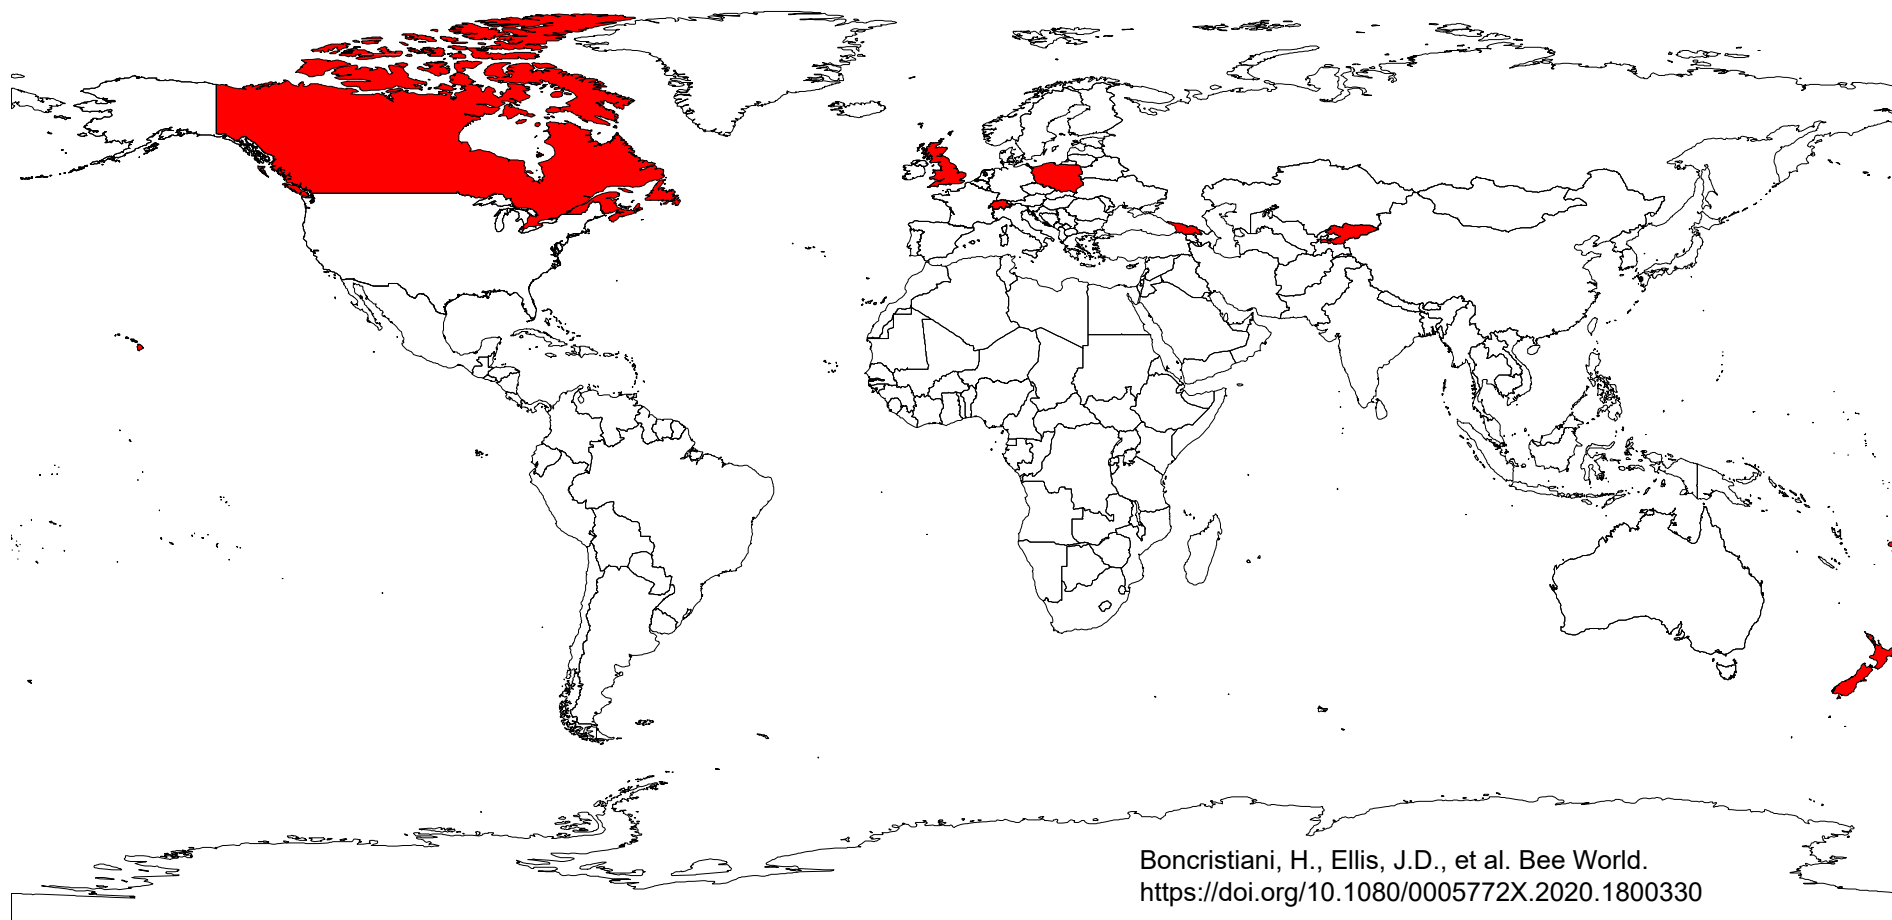 Boncristiani, H., Ellis, J.D., et al. Bee World.
https://doi.org/10.1080/0005772X.2020.1800330